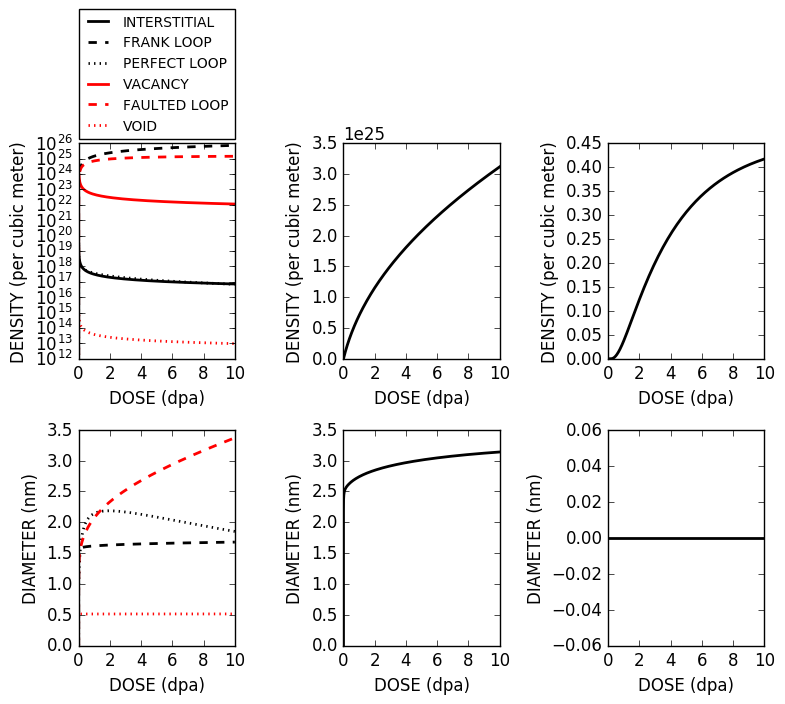 INTERSTITIAL
FRANK LOOP
PERFECT LOOP
VACANCY
FAULTED LOOP
VOID
DENSITY (per cubic meter)
10^26
10^25
10^24
10^23
10^22
10^21
10^20
10^19
10^18
10^17
10^16
10^15
10^14
10^13
10^12
0 2 4 6 8 10
DOSE (dpa)
1e25
DENSITY (per cubic meter)
3.5
3.0
2.5
2.0
1.5
1.0
0.5
0.0
0 2 4 6 8 10
DOSE (dpa)
DENSITY (per cubic meter)
0.45
0.40
0.35
0.30
0.25
0.20
0.15
0.10
0.05
0.00
0 2 4 6 8 10
DOSE (dpa)
DIAMETER (nm)
3.5
3.0
2.5
2.0
1.5
1.0
0.5
0.0
0 2 4 6 8 10
DOSE (dpa)
DIAMETER (nm)
3.5
3.0
2.5
2.0
1.5
1.0
0.5
0.0
0 2 4 6 8 10
DOSE (dpa)
DIAMETER (nm)
0.06
0.04
0.02
0.00
−0.02
−0.04
−0.06
0 2 4 6 8 10
DOSE (dpa)